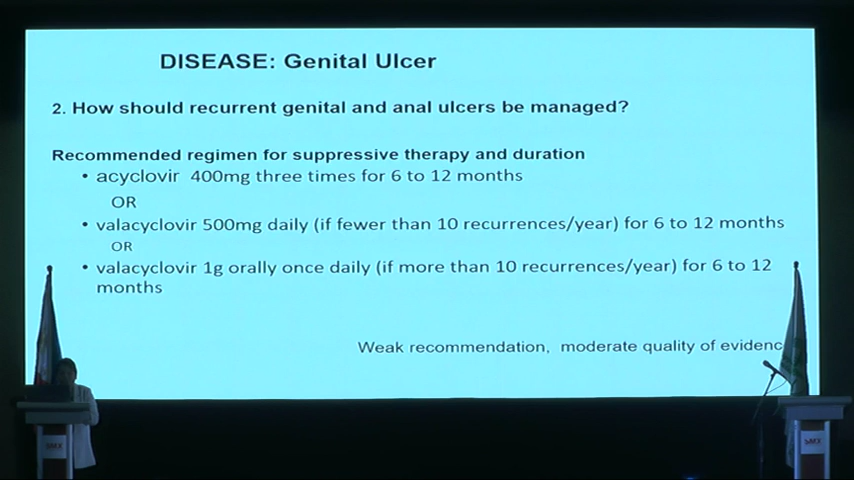 DISEASE: Genital Ulcer
2. How should recurrent genital and anal ulcers be managed?
Recommended regimen for suppressive therapy and duration
• acyclovir 400mg three times for 6 to 12 months
OR
• valacyclovir 500mg daily (if fewer than 10 recurrences/year) for 6 to 12 months
OR
• valacyclovir 1g orally once daily (if more than 10 recurrences/year) for 6 to 12
months
Weak recommendation, moderate quality of evidenc
SMX
SMX